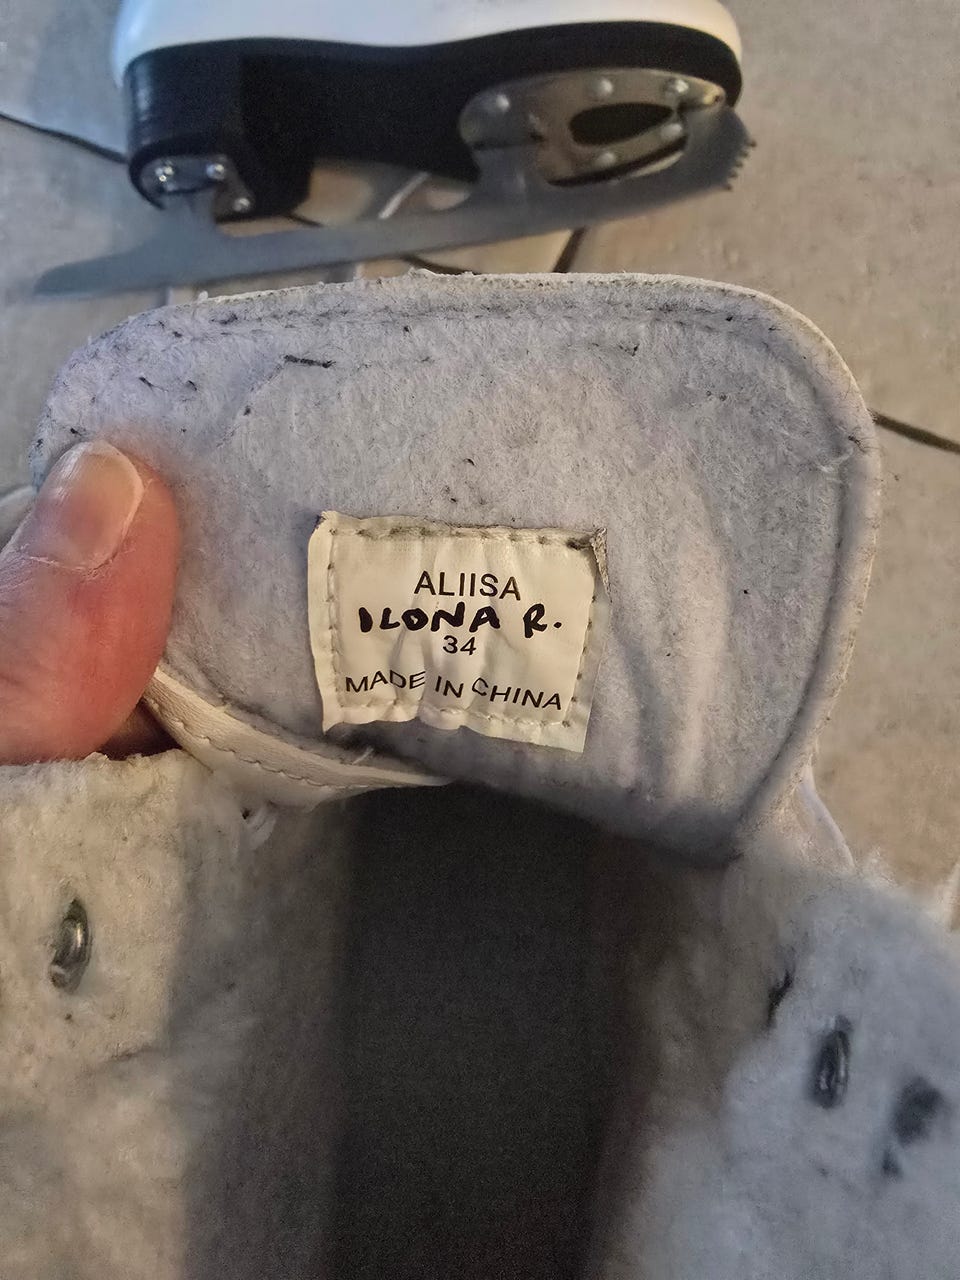 ALIISA
ILONA R.
34
MADE IN CHINA